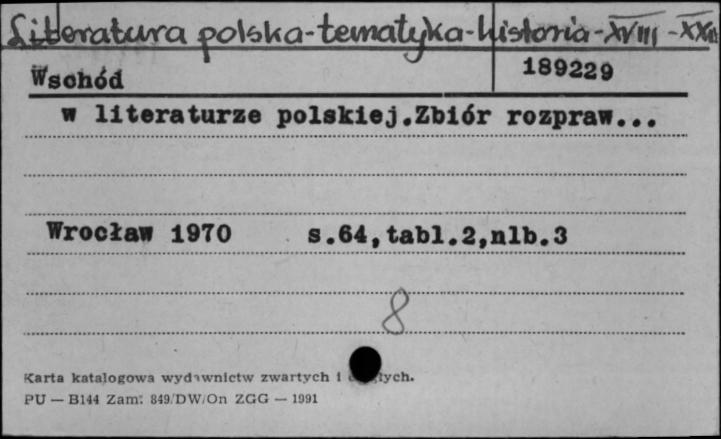 Literatura polska-tematyka-historia-XVIII-XX w
189229
Wschód
w literaturze polskiej.Zbiór rozpraw...
Wrocław 1970 s.64,tabl.2,nlb.3
8
Karta katalogowa wydawnictw zwartych i
PU — B144 Zam. 849/DW/On ZGG — 1991